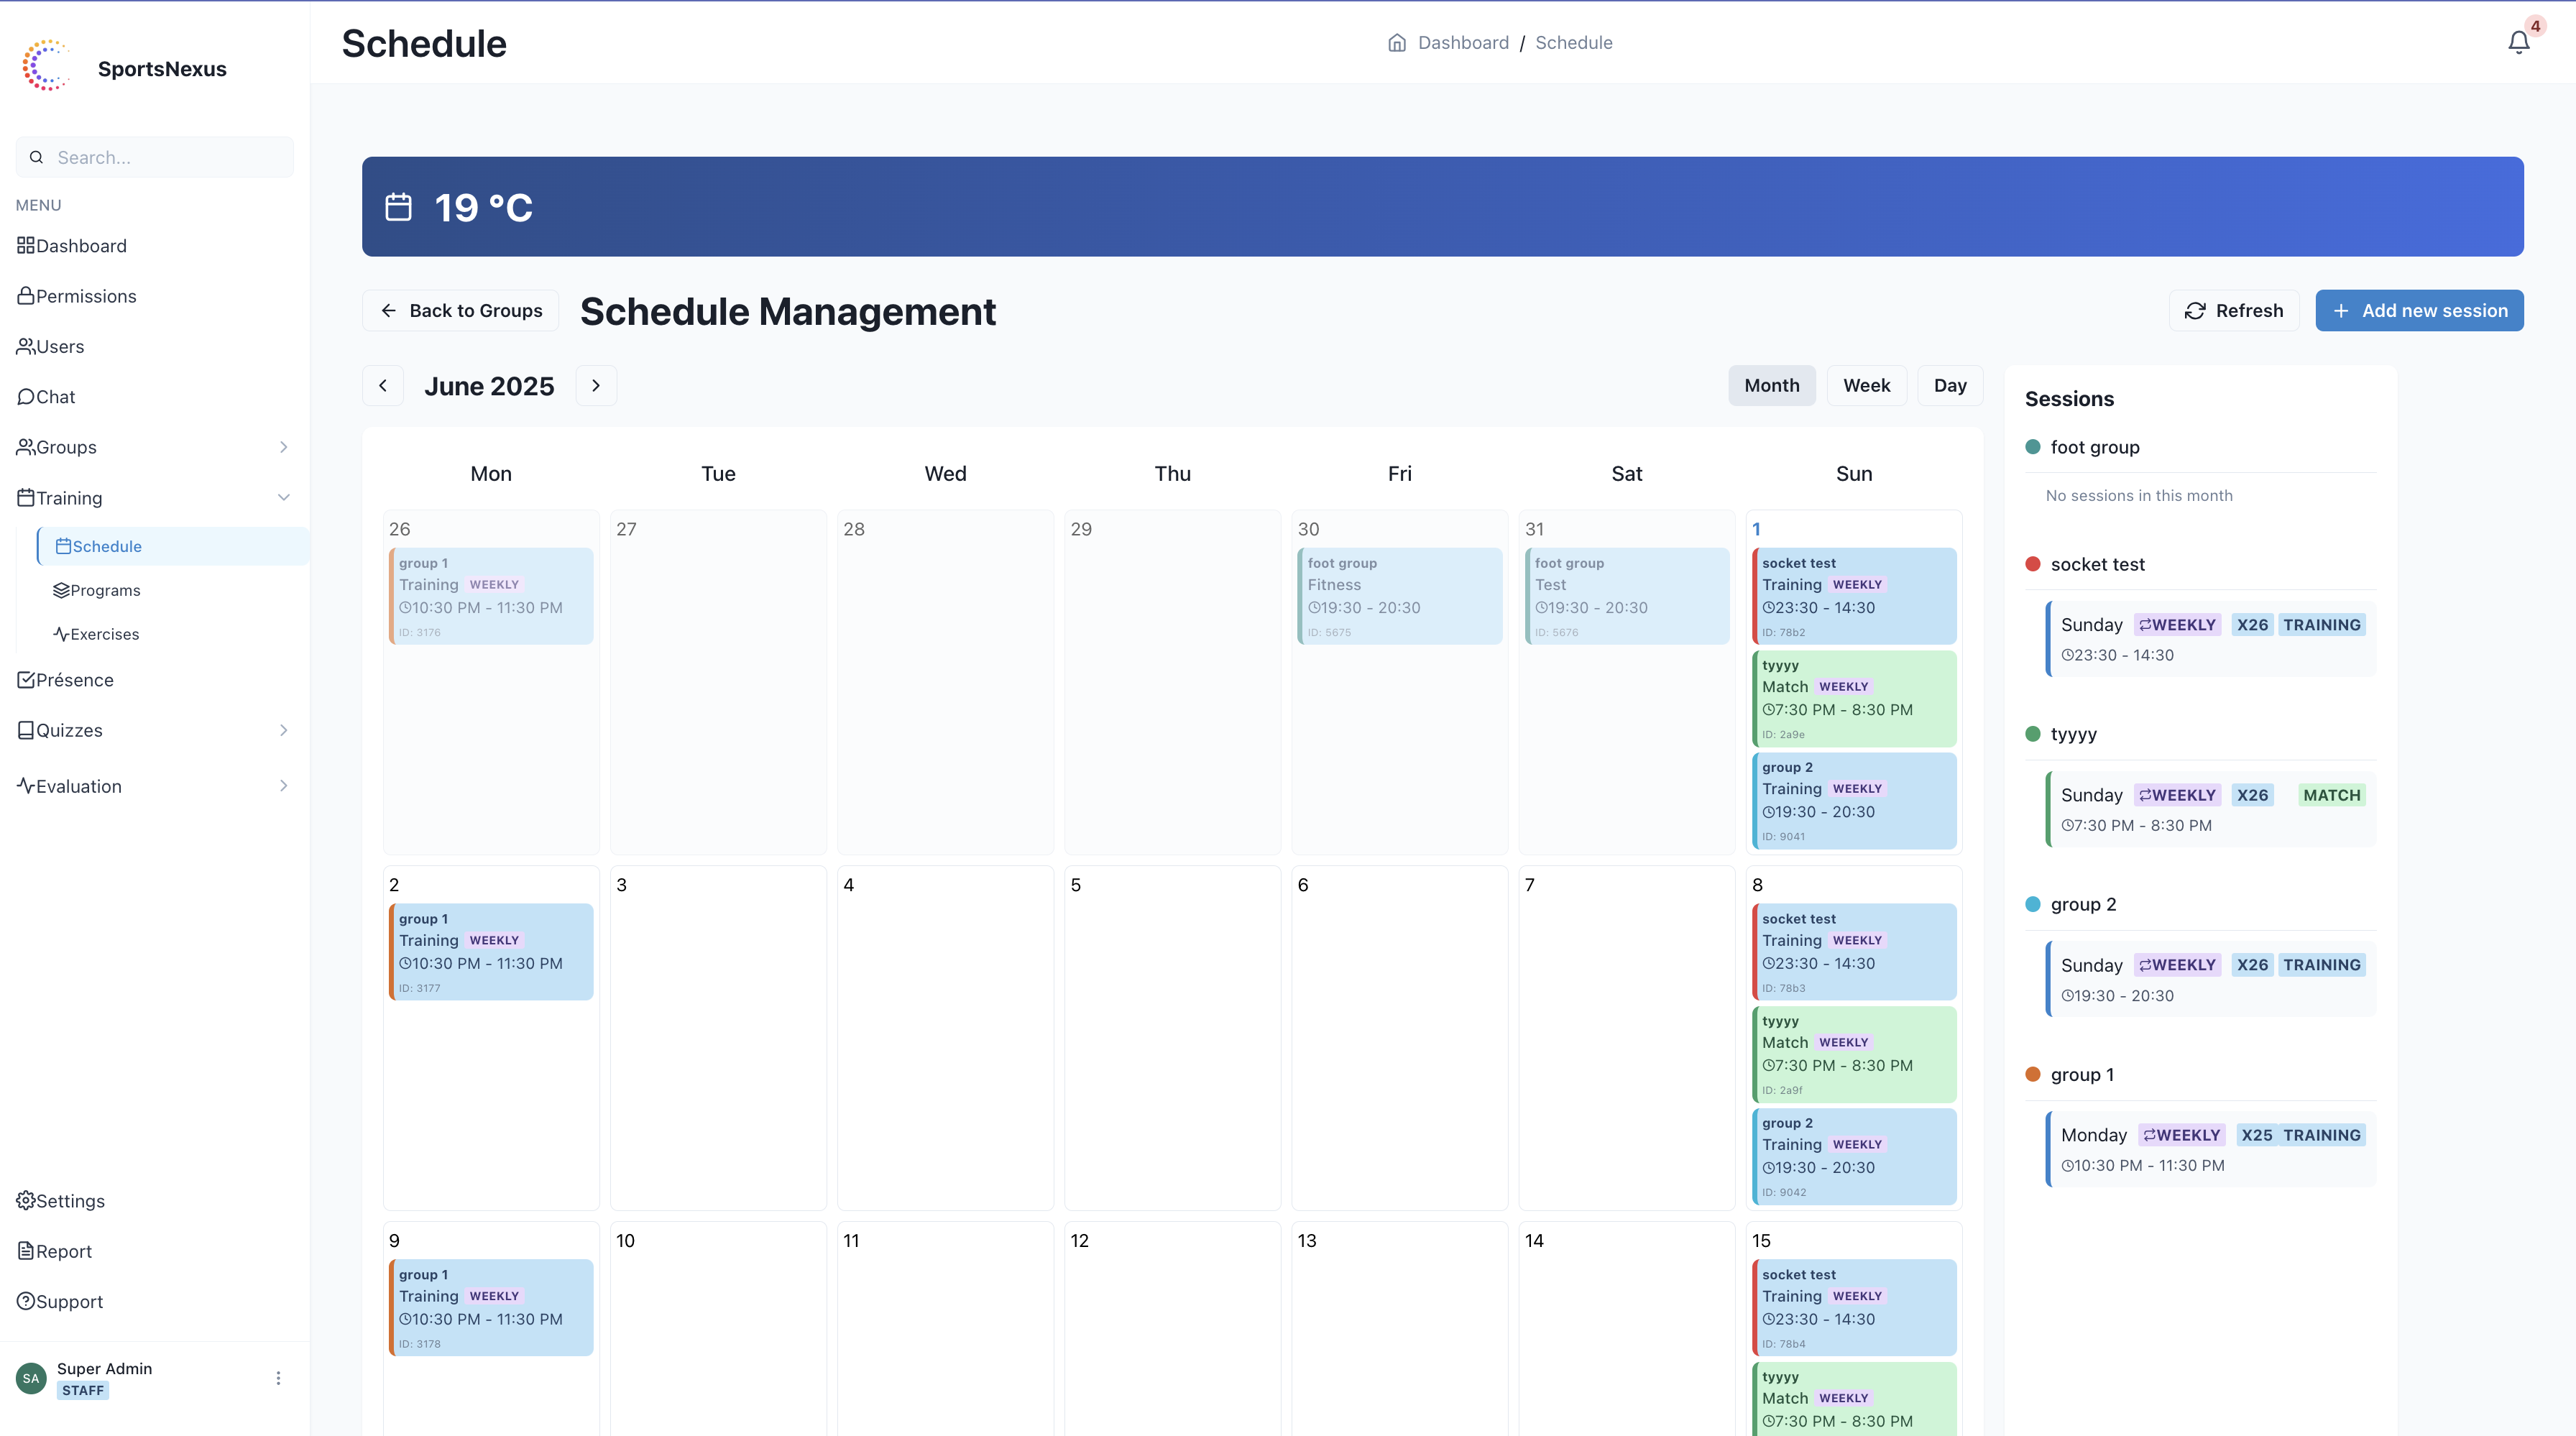 SportsNexus
Search...
MENU
Dashboard
Permissions
Users
Chat
Groups
Training
Schedule
Programs
Exercises
Présence
Quizzes
Evaluation
Settings
Report
Support
SA
Super Admin
STAFF
Schedule
Dashboard / Schedule
4
19 °C
Back to Groups
Schedule Management
Refresh
Add new session
June 2025
Month Week Day
Mon Tue Wed Thu Fri Sat Sun
26
group 1
Training WEEKLY
10:30 PM - 11:30 PM
ID: 3176
27
28
29
30
foot group
Fitness
19:30 - 20:30
ID: 5675
31
foot group
Test
19:30 - 20:30
ID: 5676
1
socket test
Training WEEKLY
23:30 - 14:30
ID: 78b2
tyyyy
Match WEEKLY
7:30 PM - 8:30 PM
ID: 2a9e
group 2
Training WEEKLY
19:30 - 20:30
ID: 9041
2
group 1
Training WEEKLY
10:30 PM - 11:30 PM
ID: 3177
3
4
5
6
7
8
socket test
Training WEEKLY
23:30 - 14:30
ID: 78b3
tyyyy
Match WEEKLY
7:30 PM - 8:30 PM
ID: 2a9f
group 2
Training WEEKLY
19:30 - 20:30
ID: 9042
9
group 1
Training WEEKLY
10:30 PM - 11:30 PM
ID: 3178
10
11
12
13
14
15
socket test
Training WEEKLY
23:30 - 14:30
ID: 78b4
tyyyy
Match WEEKLY
7:30 PM - 8:30 PM
Sessions
foot group
No sessions in this month
socket test
Sunday WEEKLY X26 TRAINING
23:30 - 14:30
tyyyy
Sunday WEEKLY X26 MATCH
7:30 PM - 8:30 PM
group 2
Sunday WEEKLY X26 TRAINING
19:30 - 20:30
group 1
Monday WEEKLY X25 TRAINING
10:30 PM - 11:30 PM